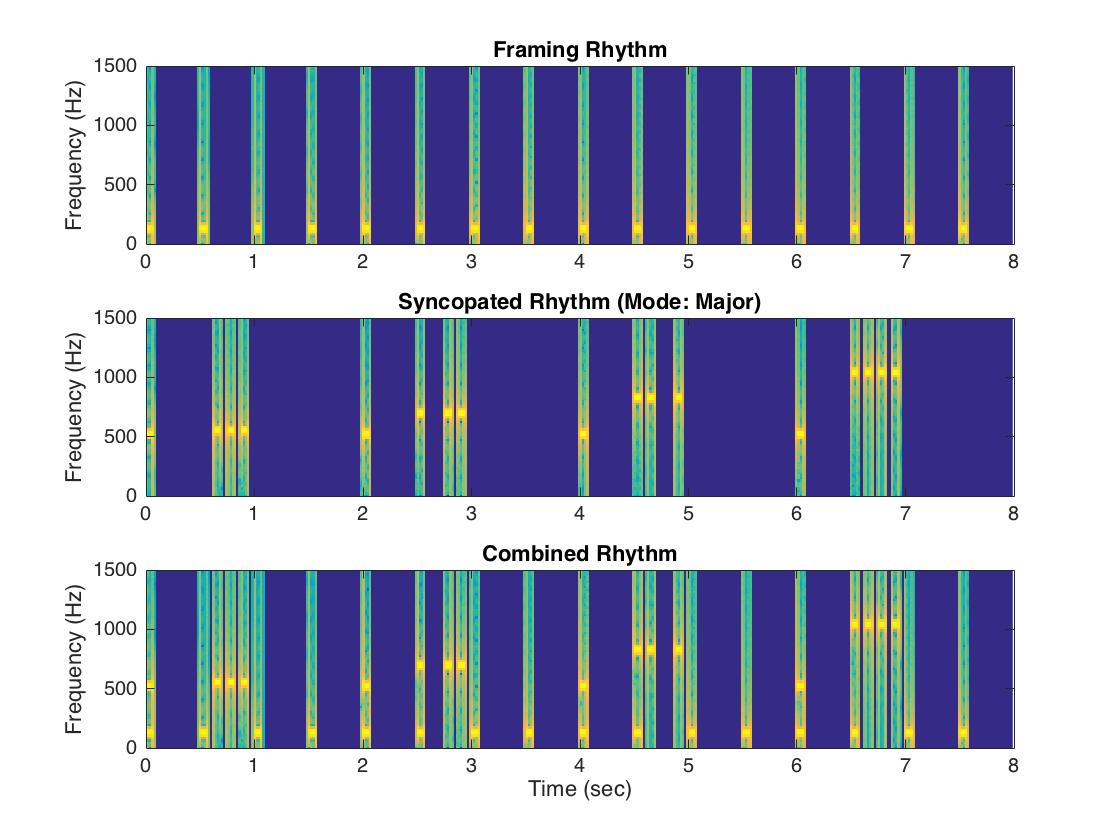 Framing Rhythm
Frequency (Hz)
1500
1000
500
0
0 1 2 3 4 5 6 7 8
Syncopated Rhythm (Mode: Major)
Frequency (Hz)
1500
1000
500
0
0 1 2 3 4 5 6 7 8
Combined Rhythm
Frequency (Hz)
1500
1000
500
0
0 1 2 3 4 5 6 7 8
Time (sec)